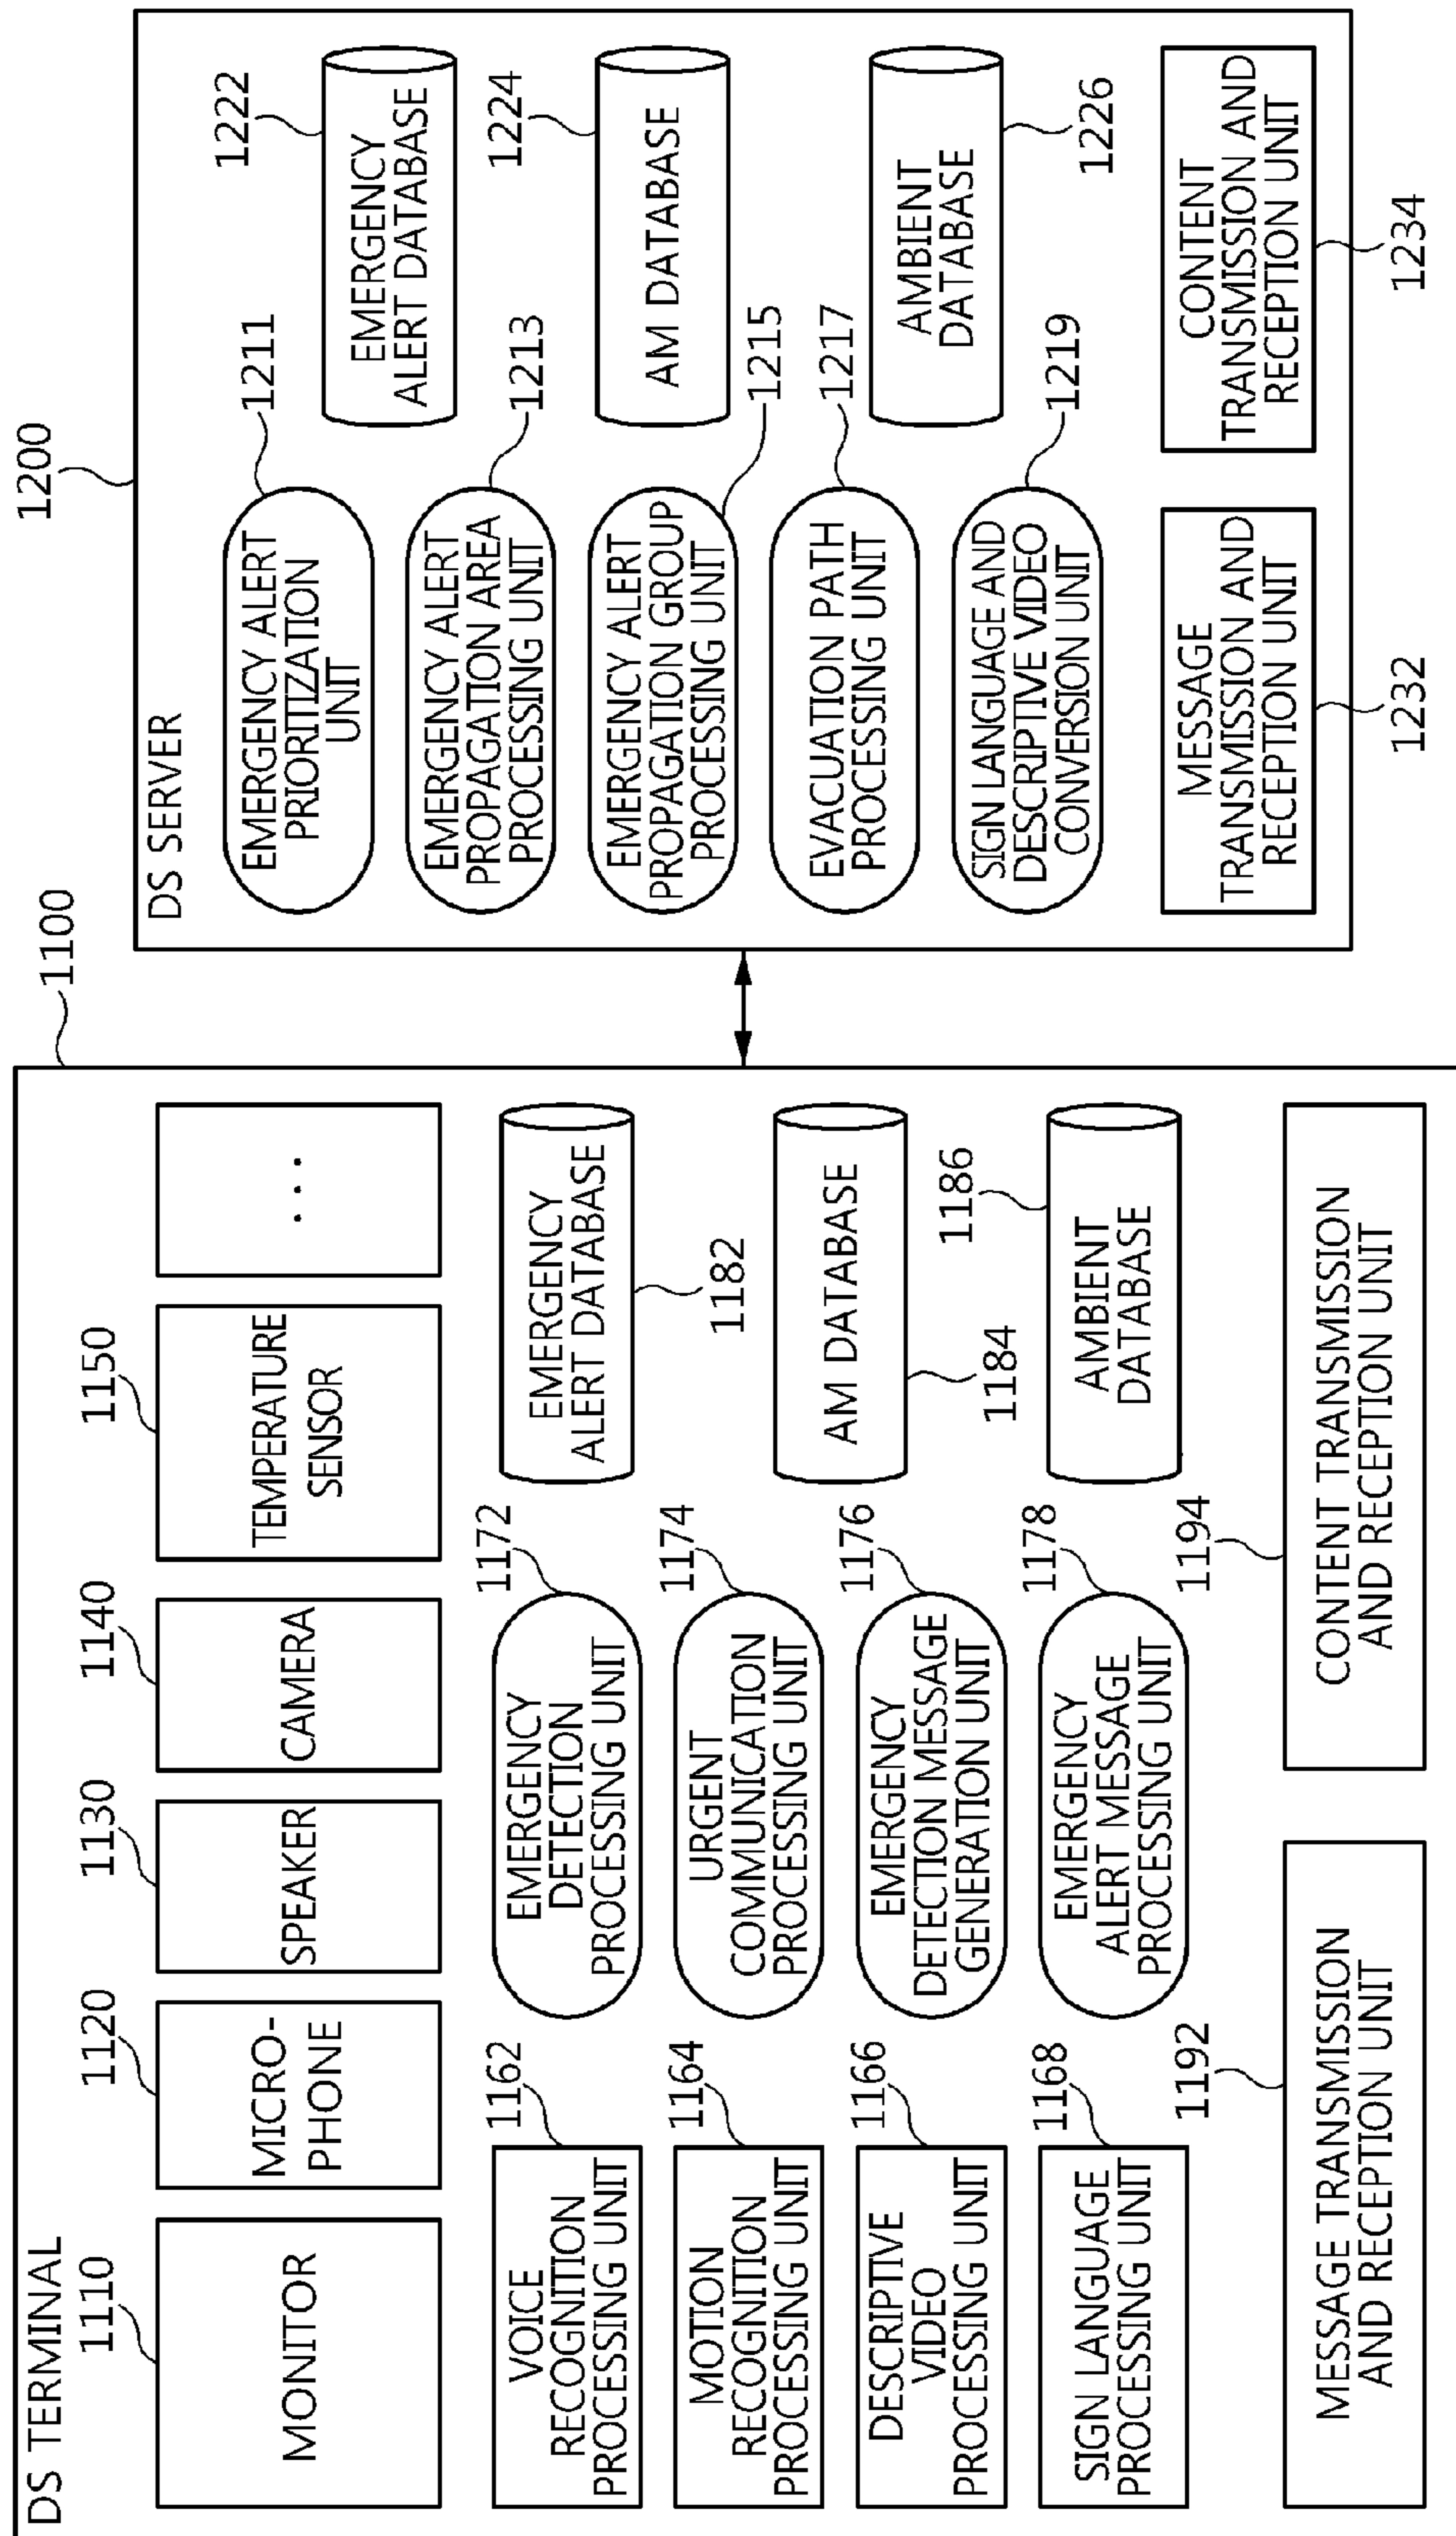 DS TERMINAL
1100
1110
MONITOR
1120
MICRO-
PHONE
1130
SPEAKER
1140
CAMERA
1150
TEMPERATURE
SENSOR
...
1162
VOICE
RECOGNITION
PROCESSING UNIT
1164
MOTION
RECOGNITION
PROCESSING UNIT
1166
DESCRIPTIVE
VIDEO
PROCESSING UNIT
1168
SIGN LANGUAGE
PROCESSING UNIT
1172
EMERGENCY
DETECTION
PROCESSING UNIT
1174
URGENT
COMMUNICATION
PROCESSING UNIT
1176
EMERGENCY
DETECTION MESSAGE
GENERATION UNIT
1178
EMERGENCY
ALERT MESSAGE
PROCESSING UNIT
EMERGENCY
ALERT DATABASE
1182
AM DATABASE
1184
1186
AMBIENT
DATABASE
1192
MESSAGE TRANSMISSION
AND RECEPTION UNIT
1194
CONTENT TRANSMISSION
AND RECEPTION UNIT
1200
DS SERVER
1211
EMERGENCY ALERT
PRIORITIZATION
UNIT
1213
EMERGENCY ALERT
PROPAGATION AREA
PROCESSING UNIT
1215
EMERGENCY ALERT
PROPAGATION GROUP
PROCESSING UNIT
1217
EVACUATION PATH
PROCESSING UNIT
1219
SIGN LANGUAGE AND
DESCRIPTIVE VIDEO
CONVERSION UNIT
1222
EMERGENCY
ALERT DATABASE
1224
AM DATABASE
AMBIENT
DATABASE
1226
MESSAGE
TRANSMISSION AND
RECEPTION UNIT
1232
CONTENT
TRANSMISSION AND
RECEPTION UNIT
1234